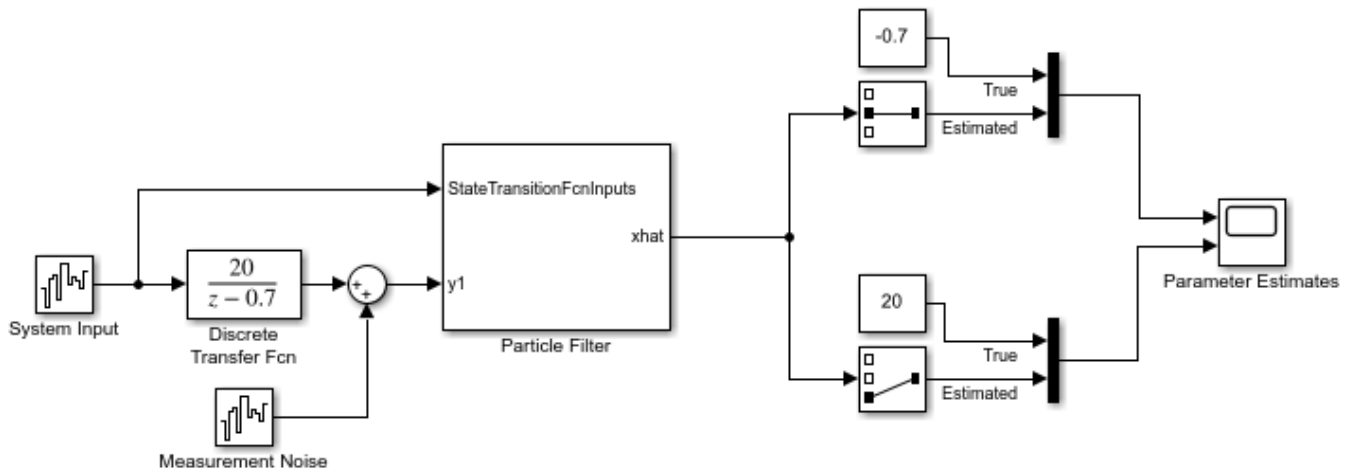 -0.7
True
Estimated
StateTransitionFcnInputs
xhat
y1
Particle Filter
System Input
20
z − 0.7
Discrete
Transfer Fcn
+
+
Measurement Noise
20
True
Estimated
Parameter Estimates